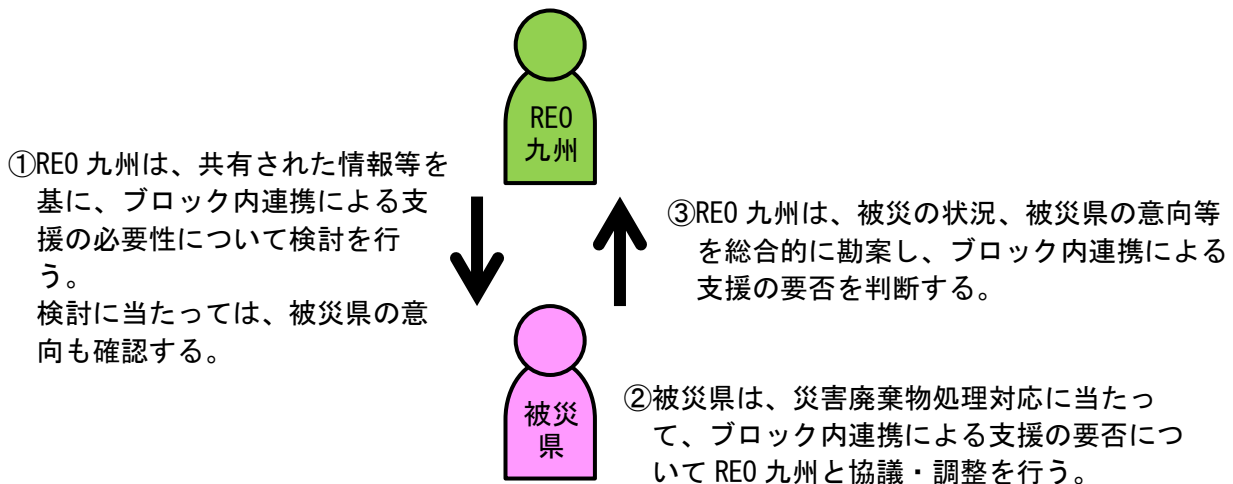 REO
九州
①REO 九州は、共有された情報等を
基に、ブロック内連携による支
援の必要性について検討を行
う。
検討に当たっては、被災県の意
向も確認する。
③REO 九州は、被災の状況、被災県の意向等
を総合的に勘案し、ブロック内連携による
支援の要否を判断する。
被災
県
②被災県は、災害廃棄物処理対応に当たっ
て、ブロック内連携による支援の要否につ
いて REO 九州と協議・調整を行う。